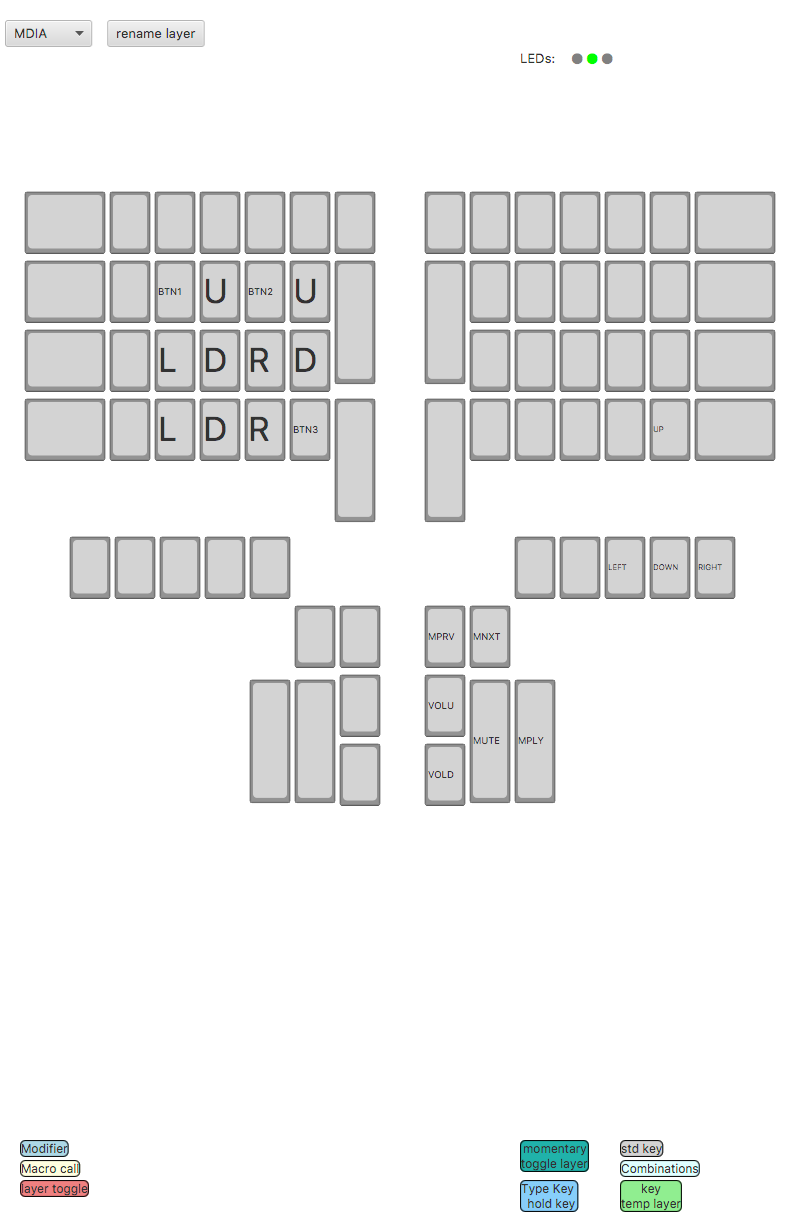 MDIA rename layer
LEDs:
BTN1 U BTN2 U
L D R D
L D R BTN3 UP
LEFT DOWN RIGHT
MPRV MNXT
VOLU
MUTE MPLY
VOLD
Modifier
Macro call
layer toggle
momentary
toggle layer
std key
Combinations
Type Key
hold key
key
temp layer